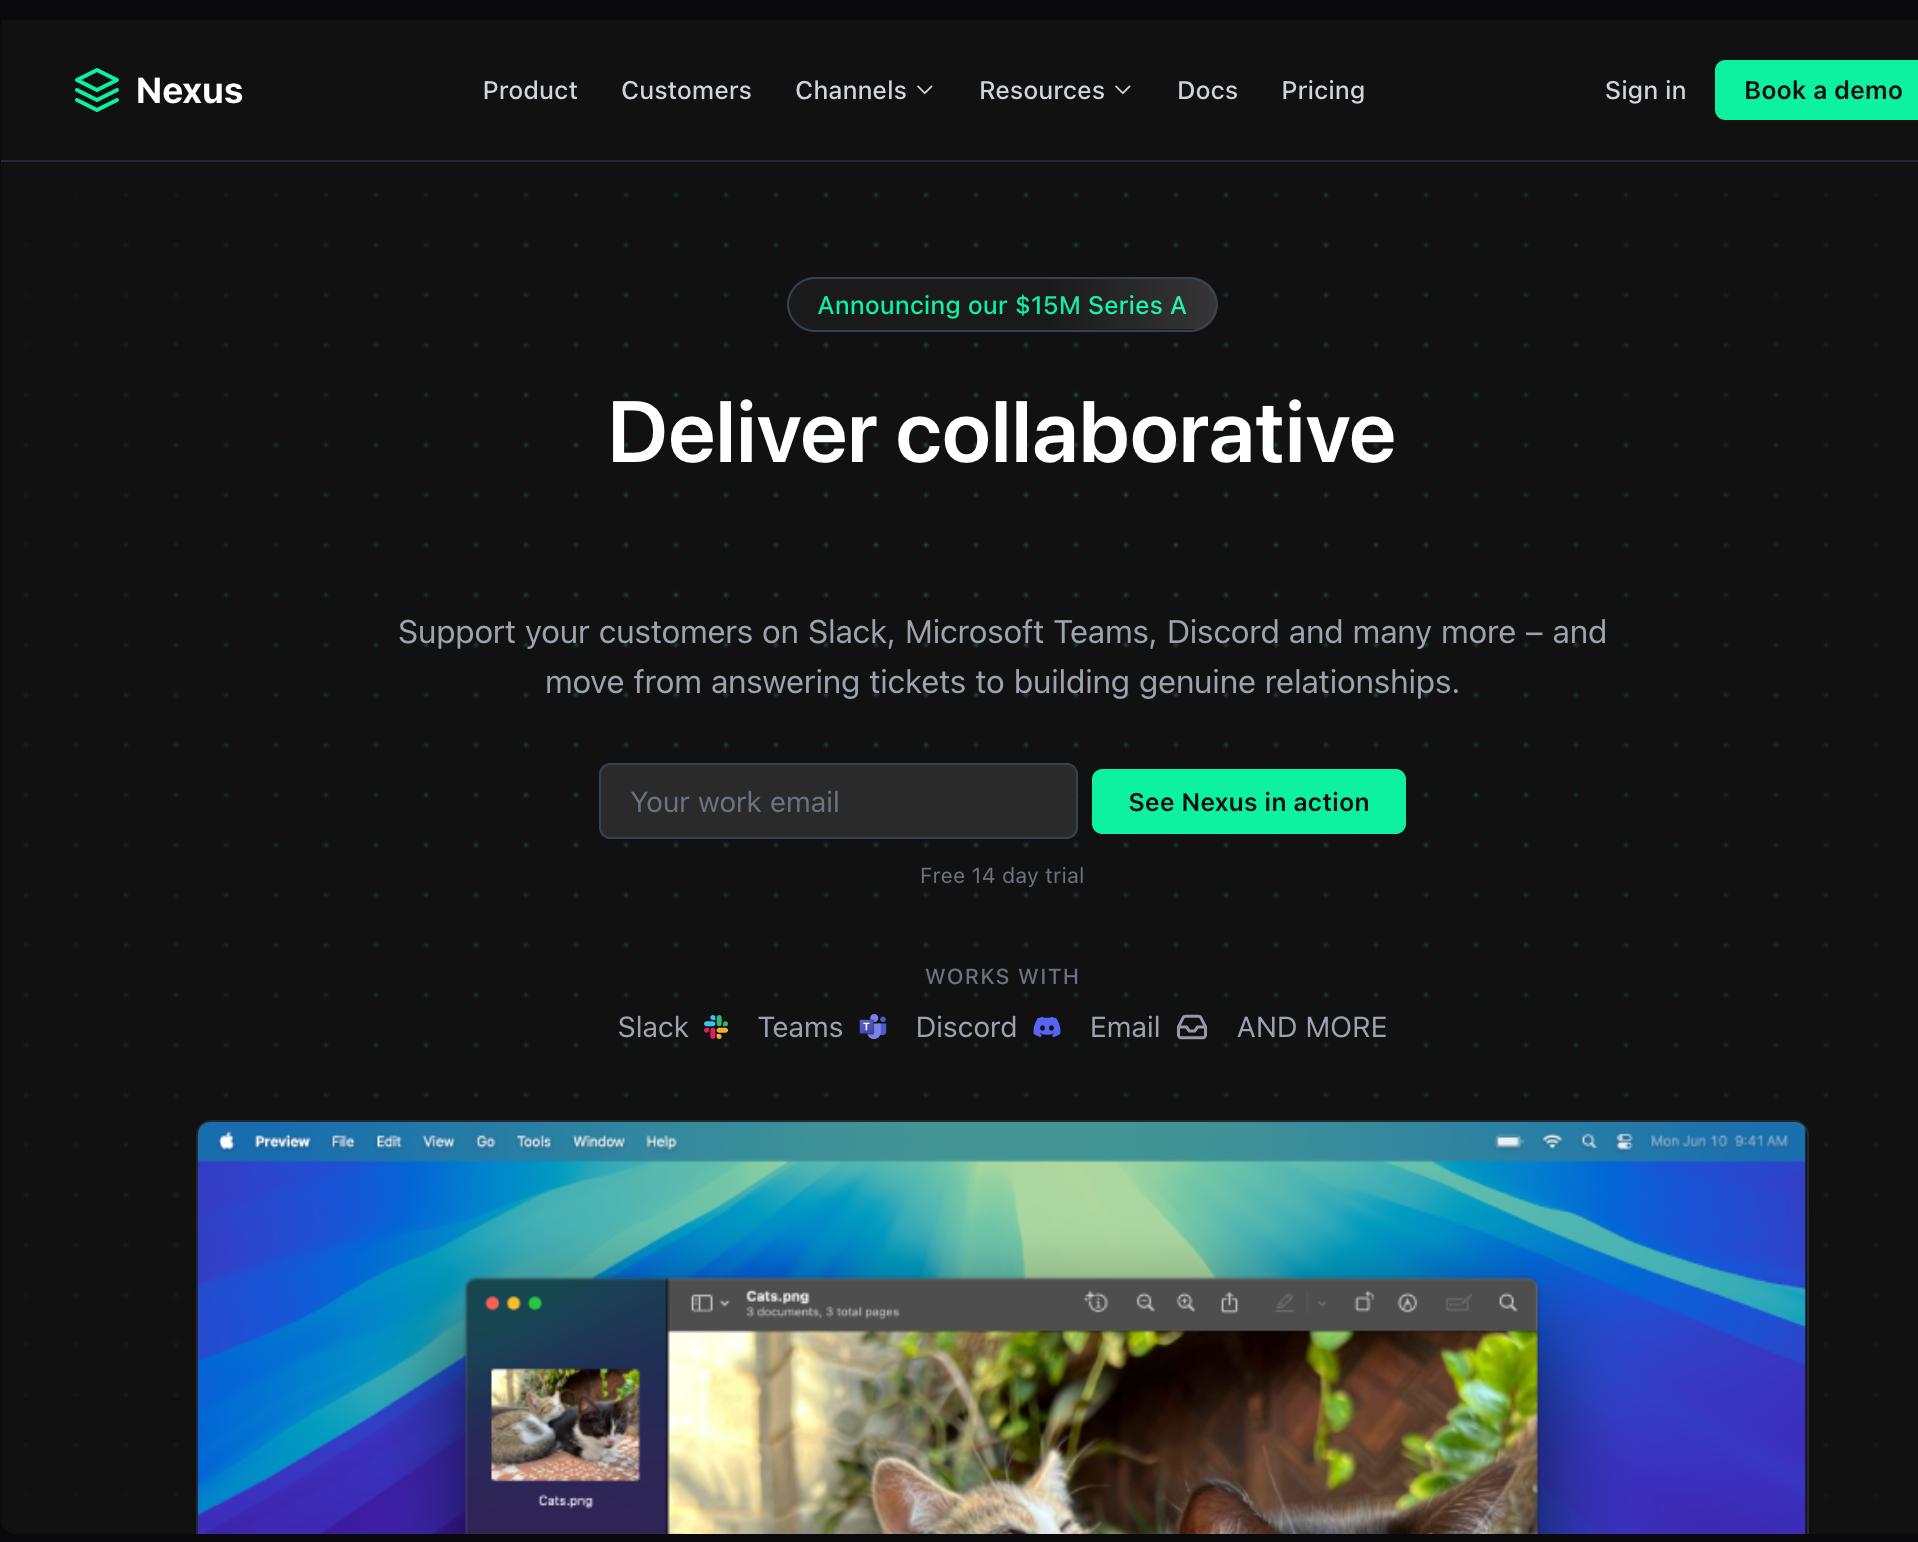 Nexus
Product Customers Channels Resources Docs Pricing
Sign in Book a demo
Announcing our $15M Series A
Deliver collaborative
Support your customers on Slack, Microsoft Teams, Discord and many more – and
move from answering tickets to building genuine relationships.
Your work email
See Nexus in action
Free 14 day trial
WORKS WITH
Slack Teams Discord Email AND MORE
Preview File Edit View Go Tools Window Help
Mon Jun 10 9:41 AM
Cats.png
3 documents, 3 total pages
Cats.png